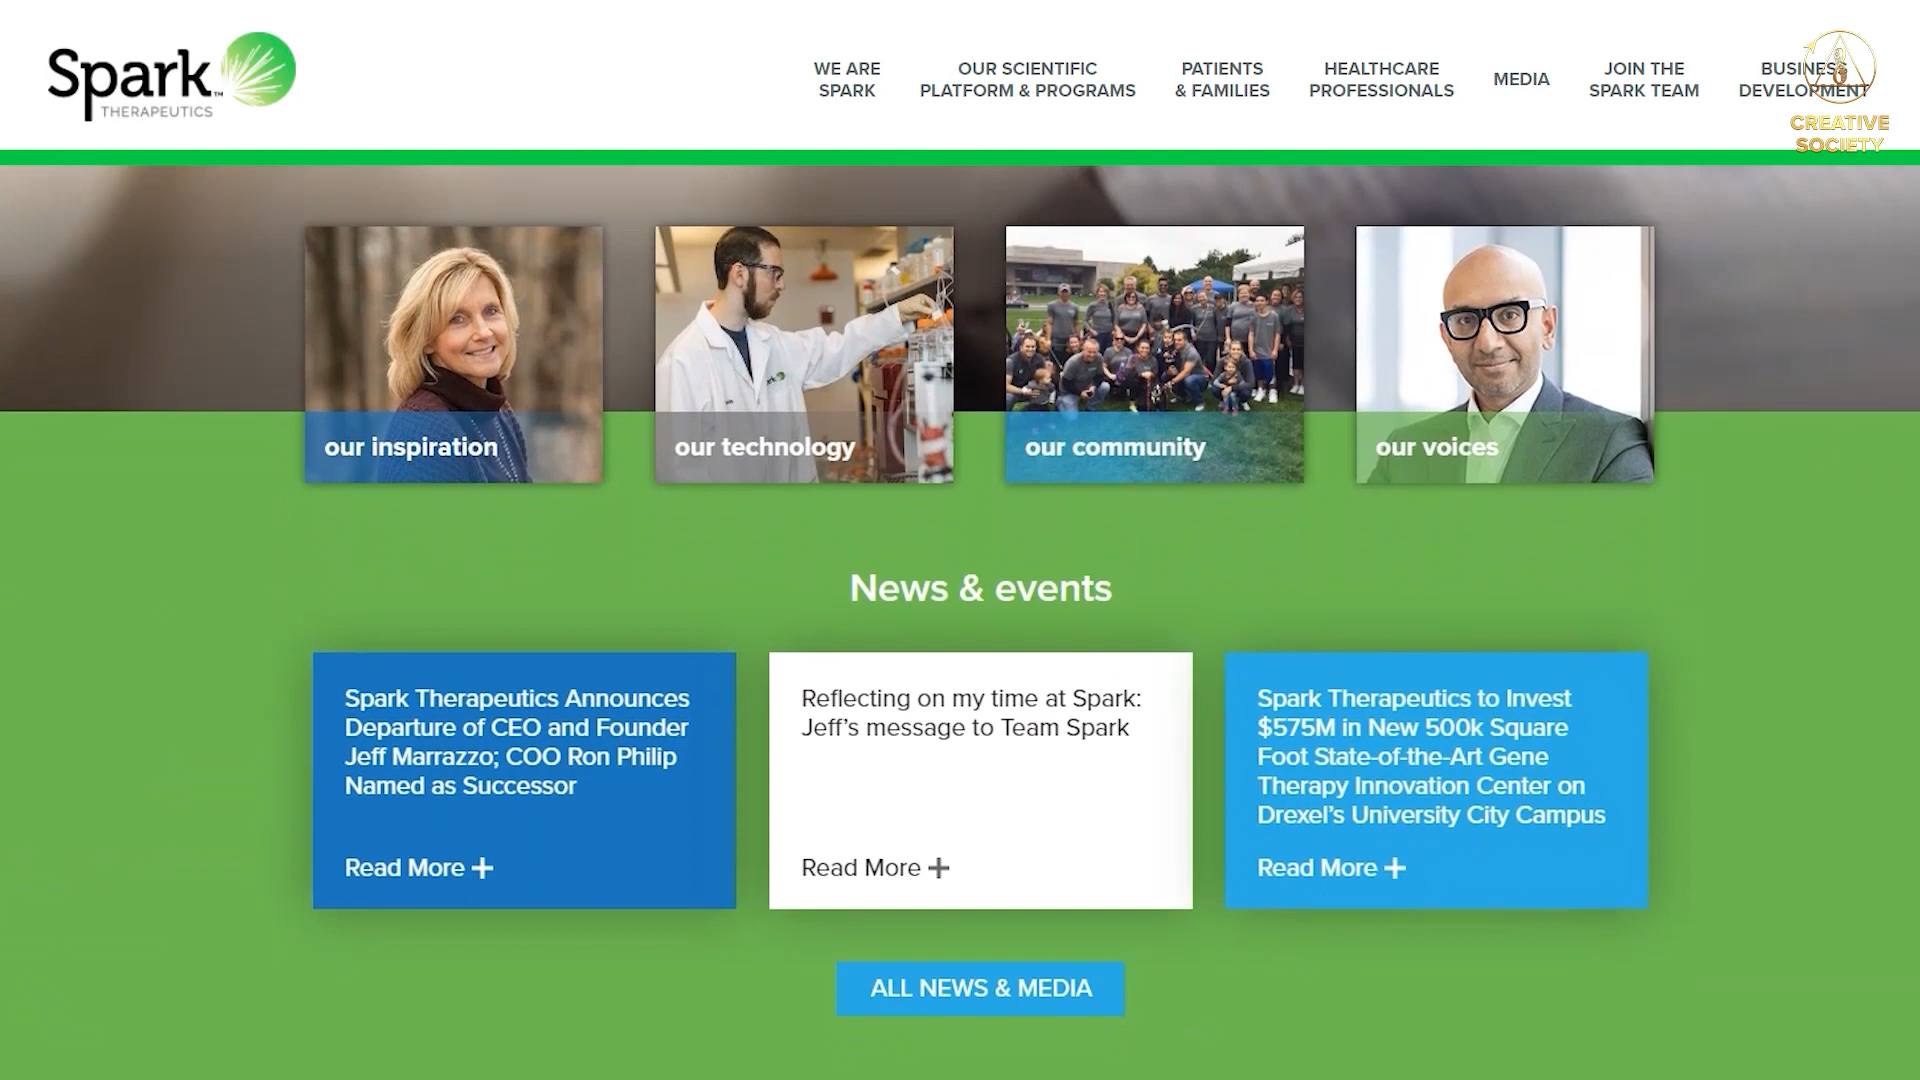 Spark™
THERAPEUTICS
WE ARE
SPARK
OUR SCIENTIFIC
PLATFORM & PROGRAMS
PATIENTS
& FAMILIES
HEALTHCARE
PROFESSIONALS
MEDIA
JOIN THE
SPARK TEAM
BUSINESS
DEVELOPMENT
CREATIVE
SOCIETY
our inspiration
our technology
our community
our voices
News & events
Spark Therapeutics Announces
Departure of CEO and Founder
Jeff Marrazzo; COO Ron Philip
Named as Successor
Read More +
Reflecting on my time at Spark:
Jeff’s message to Team Spark
Read More +
Spark Therapeutics to Invest
$575M in New 500k Square
Foot State-of-the-Art Gene
Therapy Innovation Center on
Drexel’s University City Campus
Read More +
ALL NEWS & MEDIA